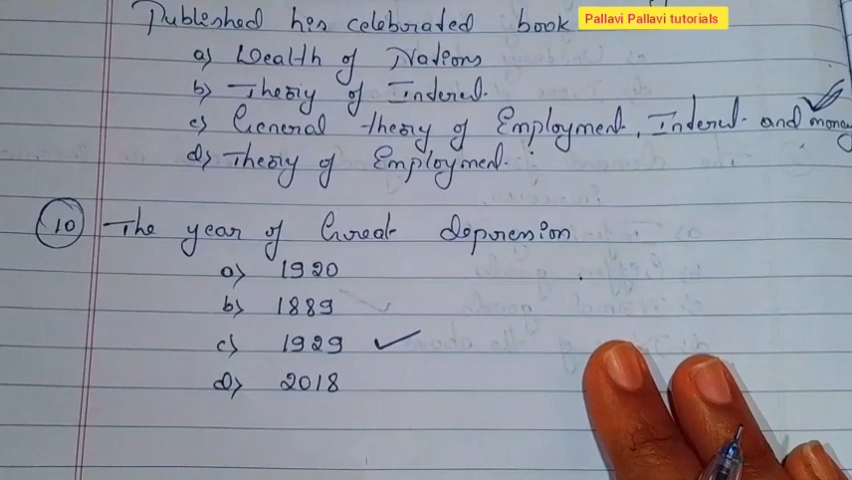 Published his celebrated book
Pallavi Pallavi tutorials
a) Wealth of Nations
b) Theory of Interest.
c) General theory of Employment, Interest and money
d) Theory of Employment.
10 The year of Great depression
a) 1920
b) 1889
c) 1929
d) 2018